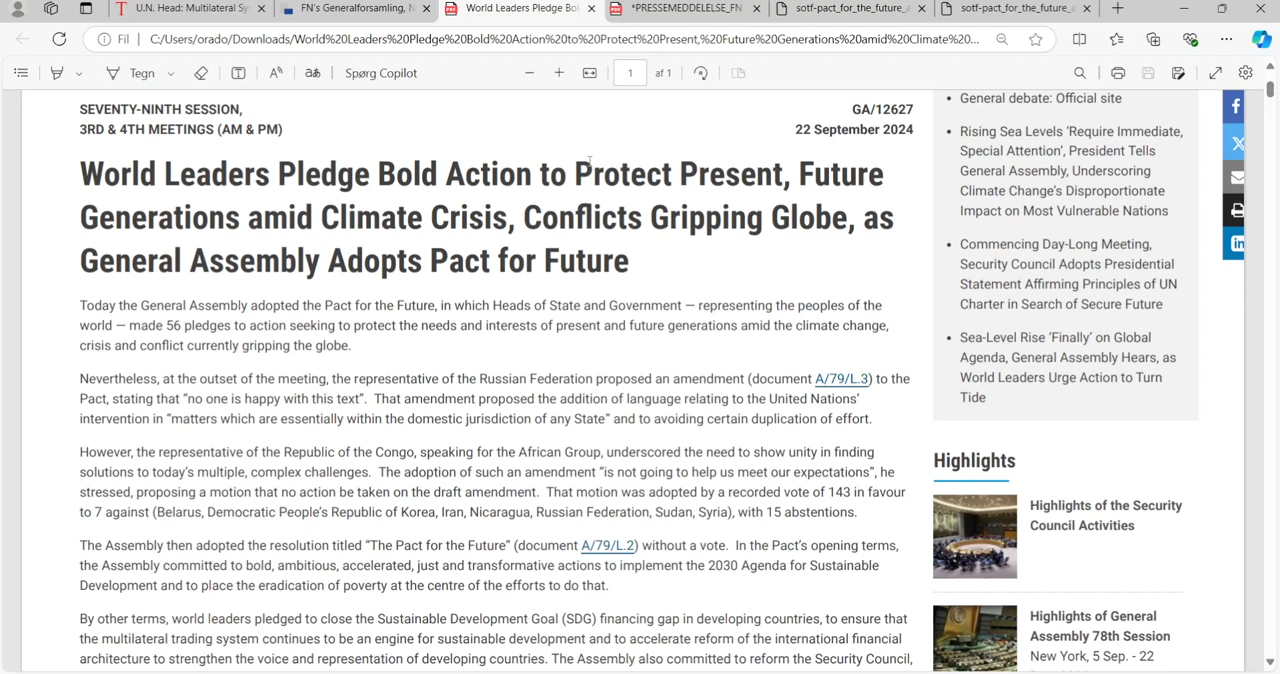 U.N. Head: Multilateral Sy
FN's Generalforsamling, N
World Leaders Pledge Bol
*PRESSEMEDDELELSE_FN
sotf-pact_for_the_future_a
sotf-pact_for_the_future_a
Fil
C:/Users/orado/Downloads/World%20Leaders%20Pledge%20Bold%20Action%20to%20Protect%20Present,%20Future%20Generations%20amid%20Climate%20...
Tegn
Spørg Copilot
1
af 1
SEVENTY-NINTH SESSION,
3RD & 4TH MEETINGS (AM & PM)
GA/12627
22 September 2024
World Leaders Pledge Bold Action to Protect Present, Future
Generations amid Climate Crisis, Conflicts Gripping Globe, as
General Assembly Adopts Pact for Future
Today the General Assembly adopted the Pact for the Future, in which Heads of State and Government — representing the peoples of the
world — made 56 pledges to action seeking to protect the needs and interests of present and future generations amid the climate change,
crisis and conflict currently gripping the globe.
Nevertheless, at the outset of the meeting, the representative of the Russian Federation proposed an amendment (document A/79/L.3) to the
Pact, stating that “no one is happy with this text”. That amendment proposed the addition of language relating to the United Nations’
intervention in “matters which are essentially within the domestic jurisdiction of any State” and to avoiding certain duplication of effort.
However, the representative of the Republic of the Congo, speaking for the African Group, underscored the need to show unity in finding
solutions to today’s multiple, complex challenges. The adoption of such an amendment “is not going to help us meet our expectations”, he
stressed, proposing a motion that no action be taken on the draft amendment. That motion was adopted by a recorded vote of 143 in favour
to 7 against (Belarus, Democratic People’s Republic of Korea, Iran, Nicaragua, Russian Federation, Sudan, Syria), with 15 abstentions.
The Assembly then adopted the resolution titled “The Pact for the Future” (document A/79/L.2) without a vote. In the Pact’s opening terms,
the Assembly committed to bold, ambitious, accelerated, just and transformative actions to implement the 2030 Agenda for Sustainable
Development and to place the eradication of poverty at the centre of the efforts to do that.
By other terms, world leaders pledged to close the Sustainable Development Goal (SDG) financing gap in developing countries, to ensure that
the multilateral trading system continues to be an engine for sustainable development and to accelerate reform of the international financial
architecture to strengthen the voice and representation of developing countries. The Assembly also committed to reform the Security Council,
General debate: Official site
Rising Sea Levels ‘Require Immediate,
Special Attention’, President Tells
General Assembly, Underscoring
Climate Change’s Disproportionate
Impact on Most Vulnerable Nations
Commencing Day-Long Meeting,
Security Council Adopts Presidential
Statement Affirming Principles of UN
Charter in Search of Secure Future
Sea-Level Rise ‘Finally’ on Global
Agenda, General Assembly Hears, as
World Leaders Urge Action to Turn
Tide
Highlights
Highlights of the Security
Council Activities
Highlights of General
Assembly 78th Session
New York, 5 Sep. - 22